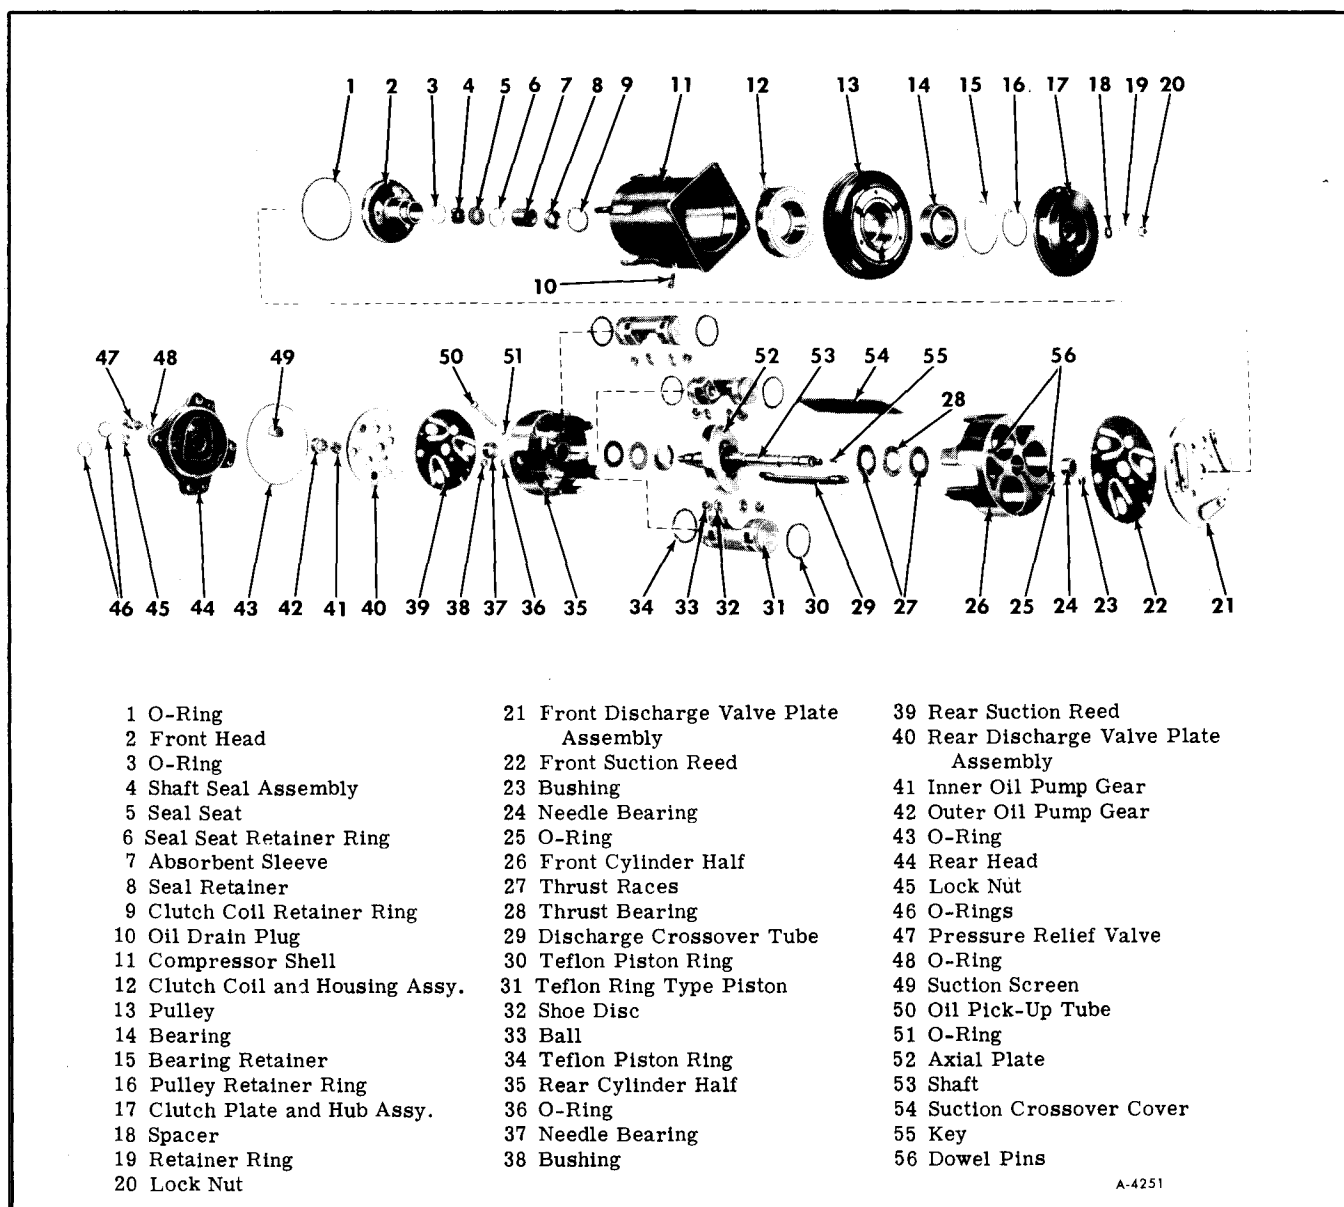 1 2 3 4 5 6 7 8 9 11 12 13 14 15 16 17 18 19 20
10
47 48 49 50 51 52 53 54 55 56
28
46 45 44 43 42 41 40 39 38 37 36 35 34 33 32 31 30 29 27 26 25 24 23 22 21
1 O-Ring
2 Front Head
3 O-Ring
4 Shaft Seal Assembly
5 Seal Seat
6 Seal Seat Retainer Ring
7 Absorbent Sleeve
8 Seal Retainer
9 Clutch Coil Retainer Ring
10 Oil Drain Plug
11 Compressor Shell
12 Clutch Coil and Housing Assy.
13 Pulley
14 Bearing
15 Bearing Retainer
16 Pulley Retainer Ring
17 Clutch Plate and Hub Assy.
18 Spacer
19 Retainer Ring
20 Lock Nut
21 Front Discharge Valve Plate
Assembly
22 Front Suction Reed
23 Bushing
24 Needle Bearing
25 O-Ring
26 Front Cylinder Half
27 Thrust Races
28 Thrust Bearing
29 Discharge Crossover Tube
30 Teflon Piston Ring
31 Teflon Ring Type Piston
32 Shoe Disc
33 Ball
34 Teflon Piston Ring
35 Rear Cylinder Half
36 O-Ring
37 Needle Bearing
38 Bushing
39 Rear Suction Reed
40 Rear Discharge Valve Plate
Assembly
41 Inner Oil Pump Gear
42 Outer Oil Pump Gear
43 O-Ring
44 Rear Head
45 Lock Nut
46 O-Rings
47 Pressure Relief Valve
48 O-Ring
49 Suction Screen
50 Oil Pick-Up Tube
51 O-Ring
52 Axial Plate
53 Shaft
54 Suction Crossover Cover
55 Key
56 Dowel Pins
A-4251